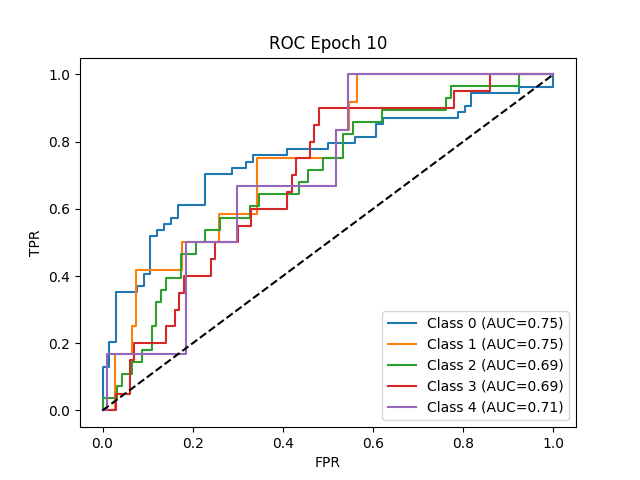 ROC Epoch 10
TPR
1.0
0.8
0.6
0.4
0.2
0.0
Class 0 (AUC=0.75)
Class 1 (AUC=0.75)
Class 2 (AUC=0.69)
Class 3 (AUC=0.69)
Class 4 (AUC=0.71)
0.0 0.2 0.4 0.6 0.8 1.0
FPR